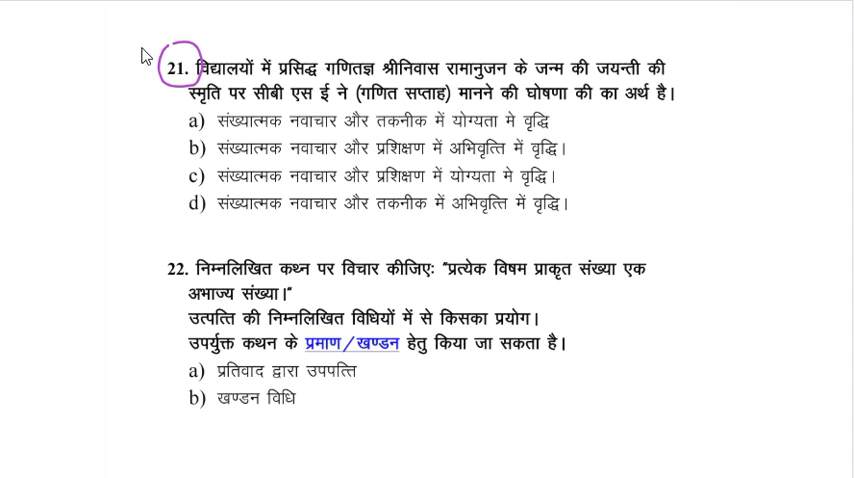 21. विद्यालयों में प्रसिद्ध गणितज्ञ श्रीनिवास रामानुजन के जन्म की जयन्ती की
स्मृति पर सीबी एस ई ने (गणित सप्ताह) मानने की घोषणा की का अर्थ है।
a) संख्यात्मक नवाचार और तकनीक में योग्यता मे वृद्धि
b) संख्यात्मक नवाचार और प्रशिक्षण में अभिवृत्ति में वृद्धि।
c) संख्यात्मक नवाचार और प्रशिक्षण में योग्यता मे वृद्धि।
d) संख्यात्मक नवाचार और तकनीक में अभिवृत्ति में वृद्धि।
22. निम्नलिखित कथ्न पर विचार कीजिएः "प्रत्येक विषम प्राकृत संख्या एक
अभाज्य संख्या।"
उत्पत्ति की निम्नलिखित विधियों में से किसका प्रयोग।
उपर्युक्त कथन के प्रमाण/खण्डन हेतु किया जा सकता है।
a) प्रतिवाद द्वारा उपपत्ति
b) खण्डन विधि